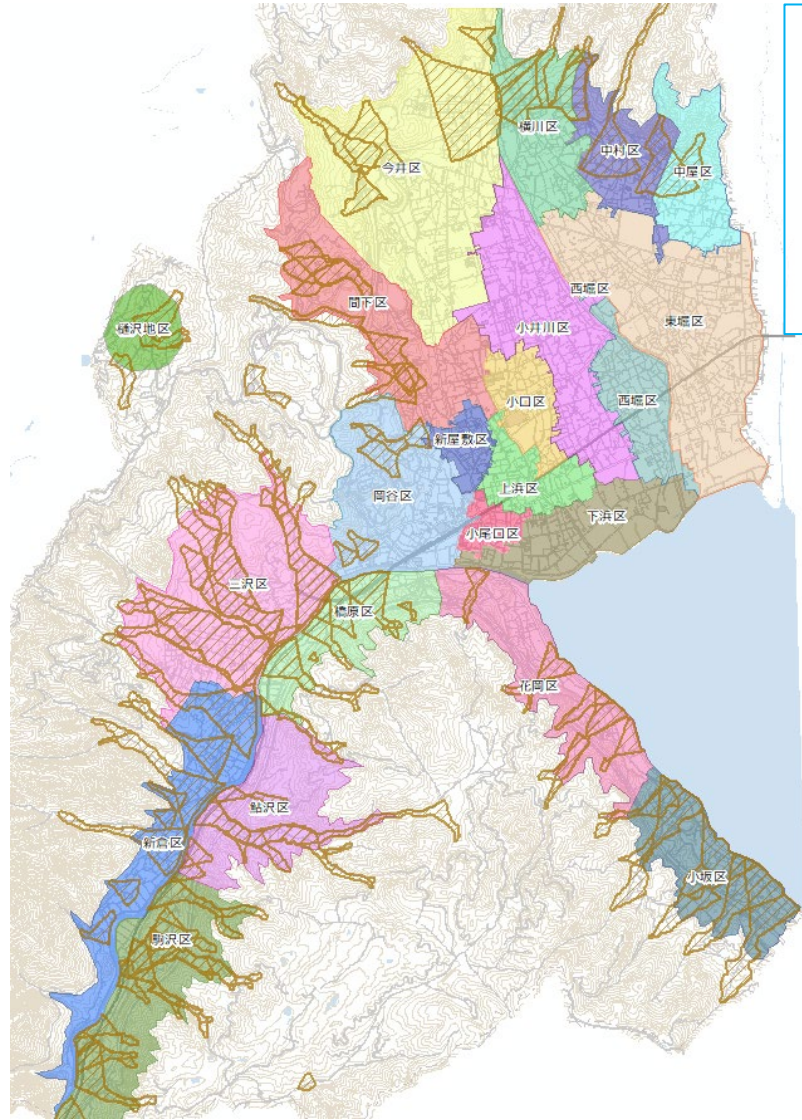 横川区
中村区
今井区
中屋区
間下区
西堀区
東堀区
小井川区
樋沢地区
小口区
西堀区
新屋敷区
岡谷区
上浜区
下浜区
小尾口区
三沢区
橋原区
花岡区
鮎沢区
新倉区
小坂区
駒沢区